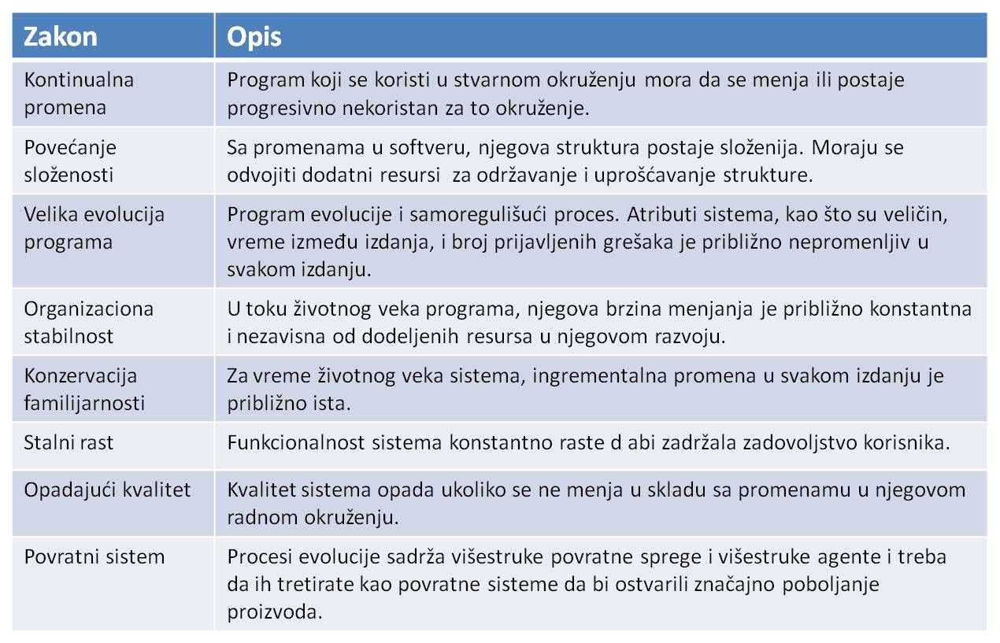 Zakon
Opis
Kontinualna
promena
Program koji se koristi u stvarnom okruženju mora da se menja ili postaje
progresivno nekoristan za to okruženje.
Povećanje
složenosti
Sa promenama u softveru, njegova struktura postaje složenija. Moraju se
odvojiti dodatni resursi  za održavanje i uprošćavanje strukture.
Velika evolucija
programa
Program evolucije i samoregulišući proces. Atributi sistema, kao što su veličin,
vreme između izdanja, i broj prijavljenih grešaka je približno nepromenljiv u
svakom izdanju.
Organizaciona
stabilnost
U toku životnog veka programa, njegova brzina menjanja je približno konstantna
i nezavisna od dodeljenih resursa u njegovom razvoju.
Konzervacija
familijarnosti
Za vreme životnog veka sistema, ingrementalna promena u svakom izdanju je
približno ista.
Stalni rast
Funkcionalnost sistema konstantno raste d abi zadržala zadovoljstvo korisnika.
Opadajući kvalitet
Kvalitet sistema opada ukoliko se ne menja u skladu sa promenamu u njegovom
radnom okruženju.
Povratni sistem
Procesi evolucije sadrža višestruke povratne sprege i višestruke agente i treba
da ih tretirate kao povratne sisteme da bi ostvarili značajno poboljanje
proizvoda.